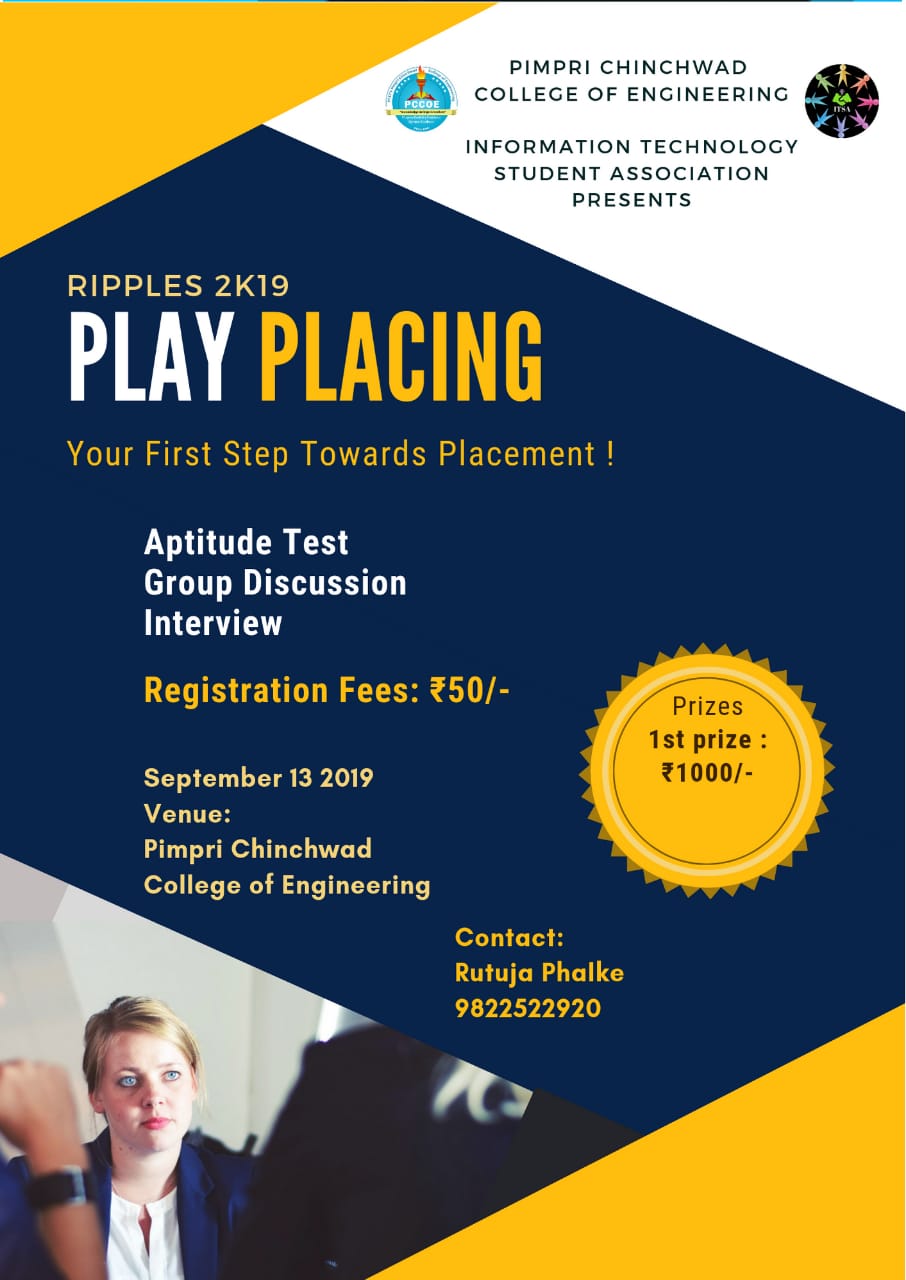 PIMPRI CHINCHWAD
COLLEGE OF ENGINEERING
PCCOE
ITSA
INFORMATION TECHNOLOGY
STUDENT ASSOCIATION
PRESENTS
RIPPLES 2K19
PLAY PLACING
Your First Step Towards Placement !
Aptitude Test
Group Discussion
Interview
Registration Fees: ₹50/-
Prizes
1st prize :
₹1000/-
September 13 2019
Venue:
Pimpri Chinchwad
College of Engineering
Contact:
Rutuja Phalke
9822522920